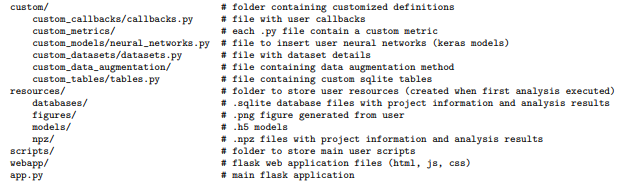 custom/ # folder containing customized definitions
custom_callbacks/callbacks.py # file with user callbacks
custom_metrics/ # each .py file contain a custom metric
custom_models/neural_networks.py # file to insert user neural networks (keras models)
custom_datasets/datasets.py # file with dataset details
custom_data_augmentation/ # file containing data augmentation method
custom_tables/tables.py # file containing custom sqlite tables
resources/ # folder to store user resources (created when first analysis executed)
databases/ # .sqlite database files with project information and analysis results
figures/ # .png figure generated from user
models/ # .h5 models
npz/ # .npz files with project information and analysis results
scripts/ # folder to store main user scripts
webapp/ # flask web application files (html, js, css)
app.py # main flask application